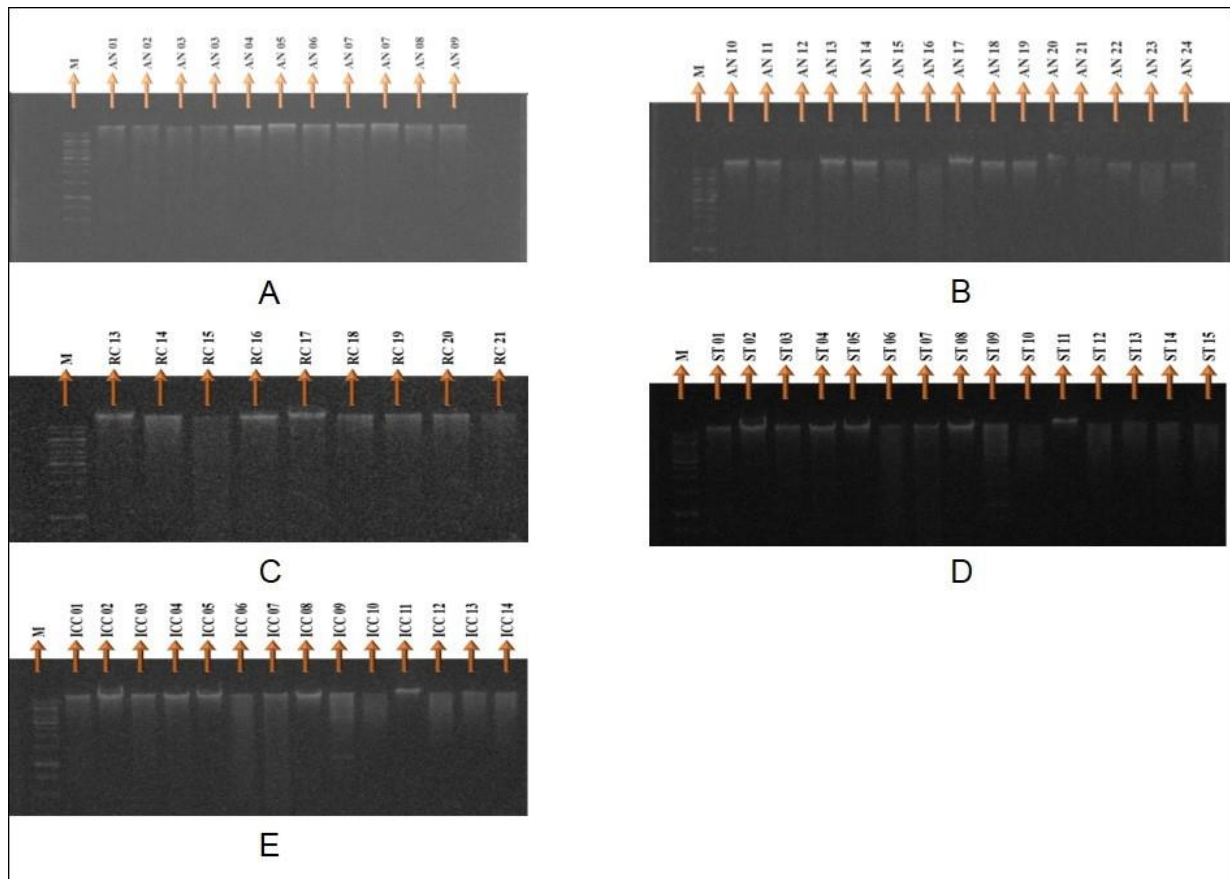 M AN 01 AN 02 AN 03 AN 03 AN 04 AN 05 AN 06 AN 07 AN 07 AN 08 AN 09
A
M AN 10 AN 11 AN 12 AN 13 AN 14 AN 15 AN 16 AN 17 AN 18 AN 19 AN 20 AN 21 AN 22 AN 23 AN 24
B
M RC 13 RC 14 RC 15 RC 16 RC 17 RC 18 RC 19 RC 20 RC 21
C
M ST 01 ST 02 ST 03 ST 04 ST 05 ST 06 ST 07 ST 08 ST 09 ST 10 ST 11 ST 12 ST 13 ST 14 ST 15
D
M ICC 01 ICC 02 ICC 03 ICC 04 ICC 05 ICC 06 ICC 07 ICC 08 ICC 09 ICC 10 ICC 11 ICC 12 ICC 13 ICC 14
E